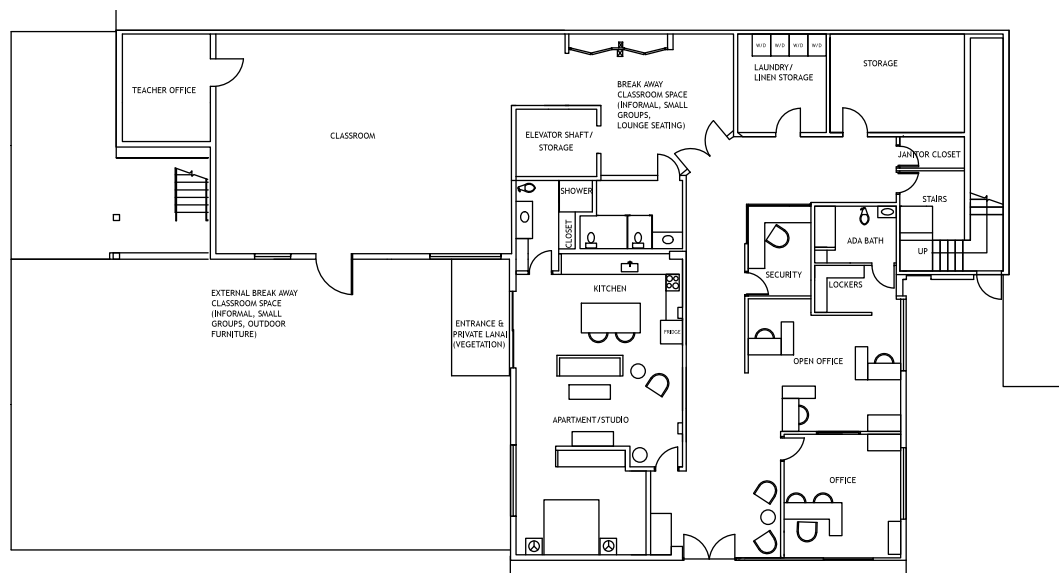 W/D
W/D
W/D
W/D
TEACHER OFFICE
LAUNDRY/
LINEN STORAGE
STORAGE
BREAK AWAY
CLASSROOM SPACE
(INFORMAL, SMALL
GROUPS,
LOUNGE SEATING)
CLASSROOM
ELEVATOR SHAFT/
STORAGE
JANITOR CLOSET
SHOWER
STAIRS
CLOSET
ADA BATH
UP
SECURITY
KITCHEN
LOCKERS
EXTERNAL BREAK AWAY
CLASSROOM SPACE
(INFORMAL, SMALL
GROUPS, OUTDOOR
FURNITURE)
ENTRANCE &
PRIVATE LANAI
(VEGETATION)
FRIDGE
OPEN OFFICE
APARTMENT/STUDIO
OFFICE